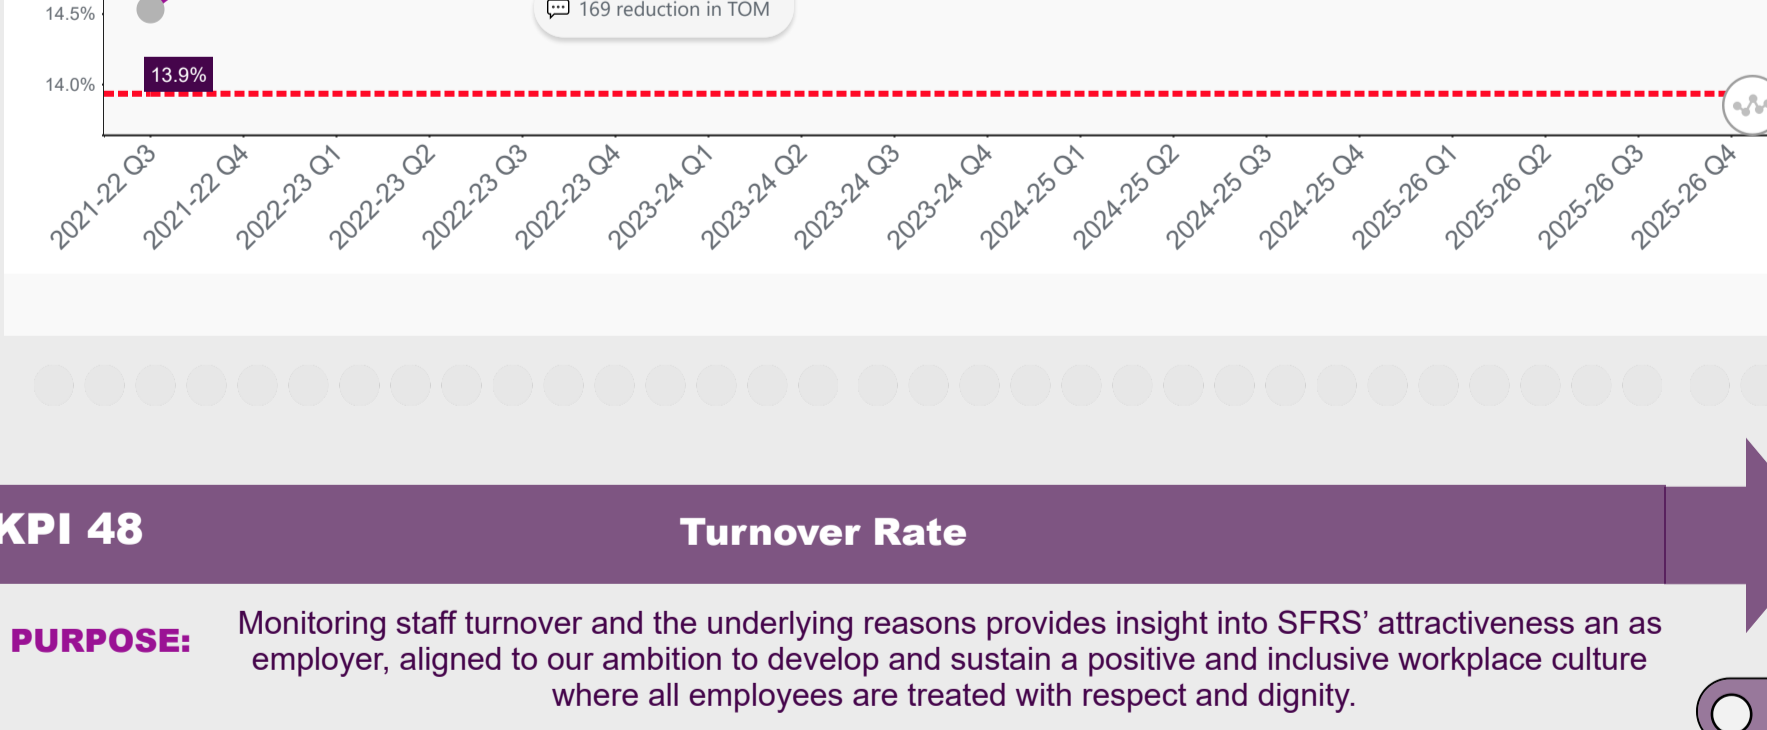 14.5%
169 reduction in TOM
13.9%
14.0%
2021-22 Q3
2021-22 Q4
2022-23 Q1
2022-23 Q2
2022-23 Q3
2022-23 Q4
2023-24 Q1
2023-24 Q2
2023-24 Q3
2023-24 Q4
2024-25 Q1
2024-25 Q2
2024-25 Q3
2024-25 Q4
2025-26 Q1
2025-26 Q2
2025-26 Q3
2025-26 Q4
KPI 48
Turnover Rate
PURPOSE:
Monitoring staff turnover and the underlying reasons provides insight into SFRS’ attractiveness an as
employer, aligned to our ambition to develop and sustain a positive and inclusive workplace culture
where all employees are treated with respect and dignity.